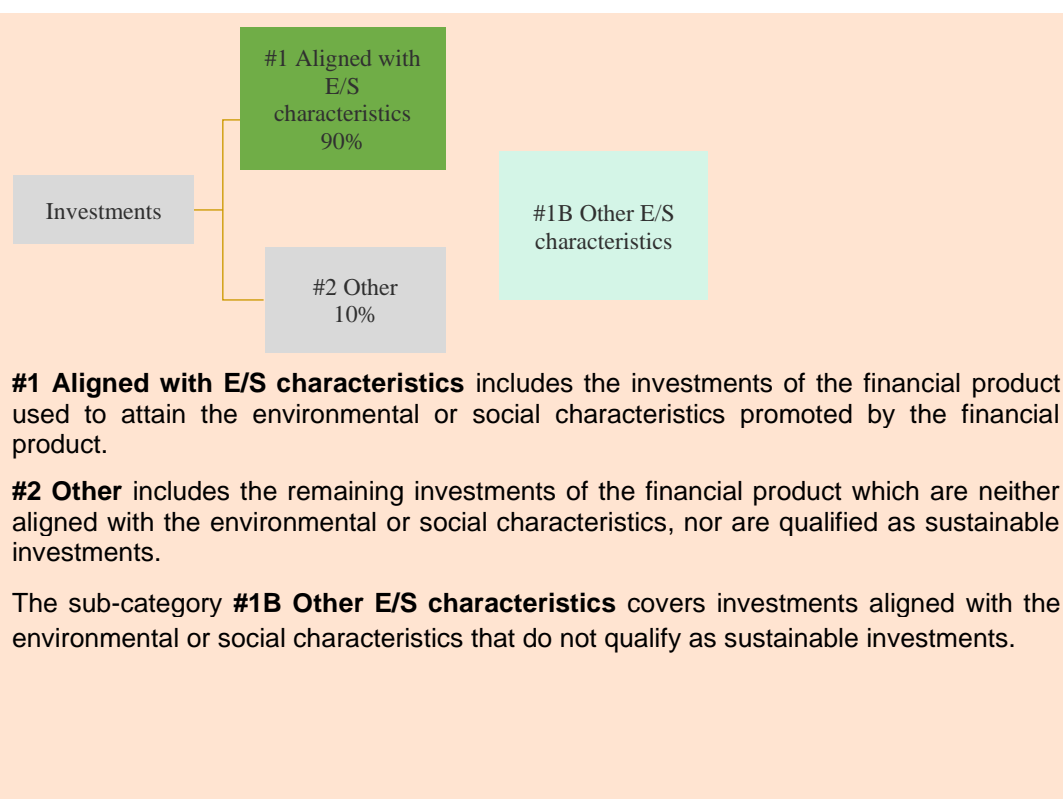 #1 Aligned with
E/S
characteristics
90%
Investments
#1B Other E/S
characteristics
#2 Other
10%
#1 Aligned with E/S characteristics includes the investments of the financial product
used to attain the environmental or social characteristics promoted by the financial
product.
#2 Other includes the remaining investments of the financial product which are neither
aligned with the environmental or social characteristics, nor are qualified as sustainable
investments.
The sub-category #1B Other E/S characteristics covers investments aligned with the
environmental or social characteristics that do not qualify as sustainable investments.